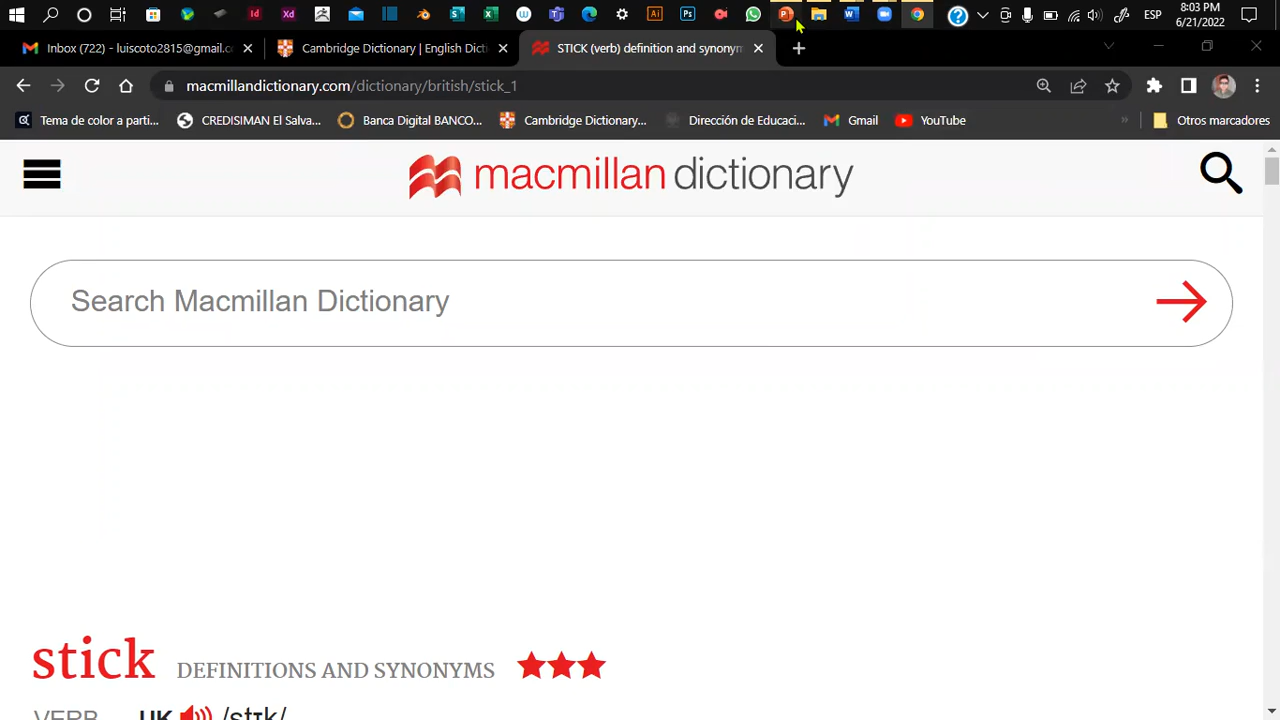 8:03 PM
ESP
6/21/2022
Inbox (722) - luiscoto2815@gmail.c
Cambridge Dictionary | English Dicti
STICK (verb) definition and synonym
macmillandictionary.com/dictionary/british/stick_1
Tema de color a parti...
CREDISIMAN El Salva...
Banca Digital BANCO...
Cambridge Dictionary...
Dirección de Educaci...
Gmail
YouTube
»
Otros marcadores
macmillan dictionary
Search Macmillan Dictionary
stick DEFINITIONS AND SYNONYMS
VERB UK /stɪk/